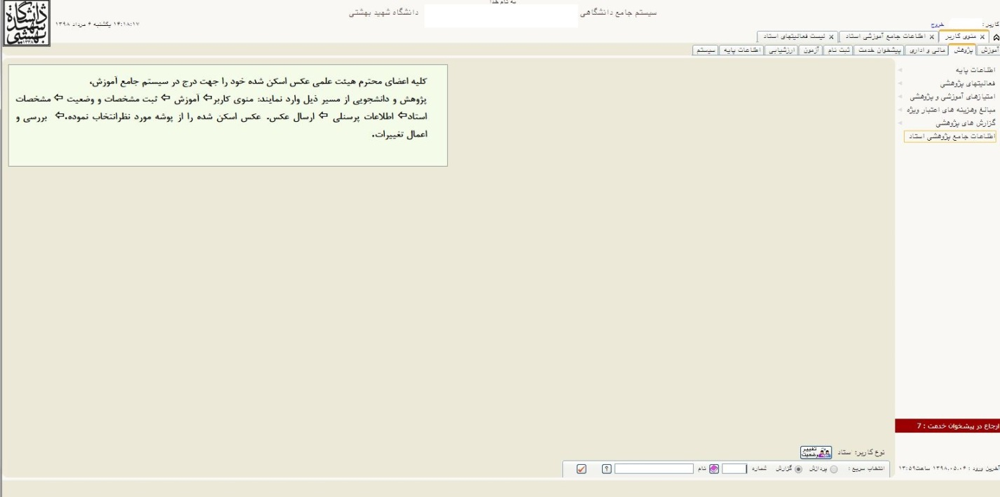 به نام خدا
سیستم جامع دانشگاهی
دانشگاه شهید بهشتی
۱۴:۱۸:۱۷ یکشنبه ۶ مرداد ۱۳۹۸
دانشگاه شهید بهشتی
کاربر :
خروج
منوی کاربر × اطلاعات جامع آموزشی استاد × لیست فعالیتهای استاد ×
آموزش پژوهش مالی و اداری پیشخوان خدمت ثبت نام آزمون ارزشیابی اطلاعات پایه سیستم
اطلاعات پایه
فعالیتهای پژوهشی
امتیازهای آموزشی و پژوهشی
مبالغ وهزینه های اعتبار ویژه
گزارش های پژوهشی
اطلاعات جامع پژوهشی استاد
کلیه اعضای محترم هیئت علمی عکس اسکن شده خود را جهت درج در سیستم جامع آموزش،
پژوهش و دانشجویی از مسیر ذیل وارد نمایند: منوی کاربر⇦ آموزش ⇦ ثبت مشخصات و وضعیت ⇦ مشخصات
استاد⇦ اطلاعات پرسنلی ⇦ ارسال عکس. عکس اسکن شده را از پوشه مورد نظرانتخاب نموده.⇦ بررسی و
اعمال تغییرات.
ارجاع در پیشخوان خدمت : 7
نوع کاربر: استاد تغییر وضعیت
آخرین ورود : ۱۳۹۸.۰۵.۰۶ ساعت۱۳:۵۹
انتخاب سریع : پردازش گزارش شماره نام ؟